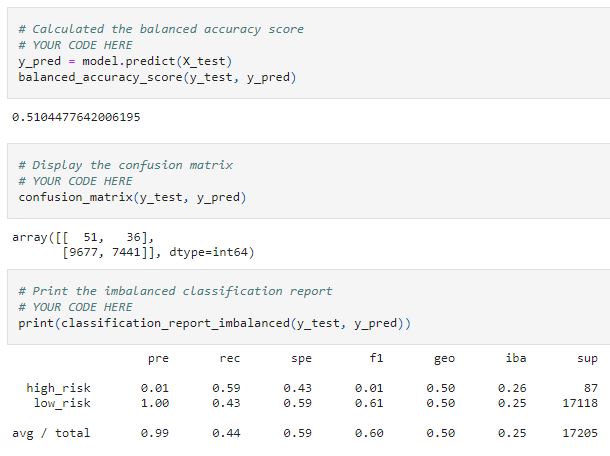 # Calculated the balanced accuracy score
# YOUR CODE HERE
y_pred = model.predict(X_test)
balanced_accuracy_score(y_test, y_pred)
0.5104477642006195
# Display the confusion matrix
# YOUR CODE HERE
confusion_matrix(y_test, y_pred)
array([[  51,   36],
       [9677, 7441]], dtype=int64)
# Print the imbalanced classification report
# YOUR CODE HERE
print(classification_report_imbalanced(y_test, y_pred))
pre rec spe f1 geo iba sup
high_risk 0.01 0.59 0.43 0.01 0.50 0.26 87
low_risk 1.00 0.43 0.59 0.61 0.50 0.25 17118
avg / total 0.99 0.44 0.59 0.60 0.50 0.25 17205